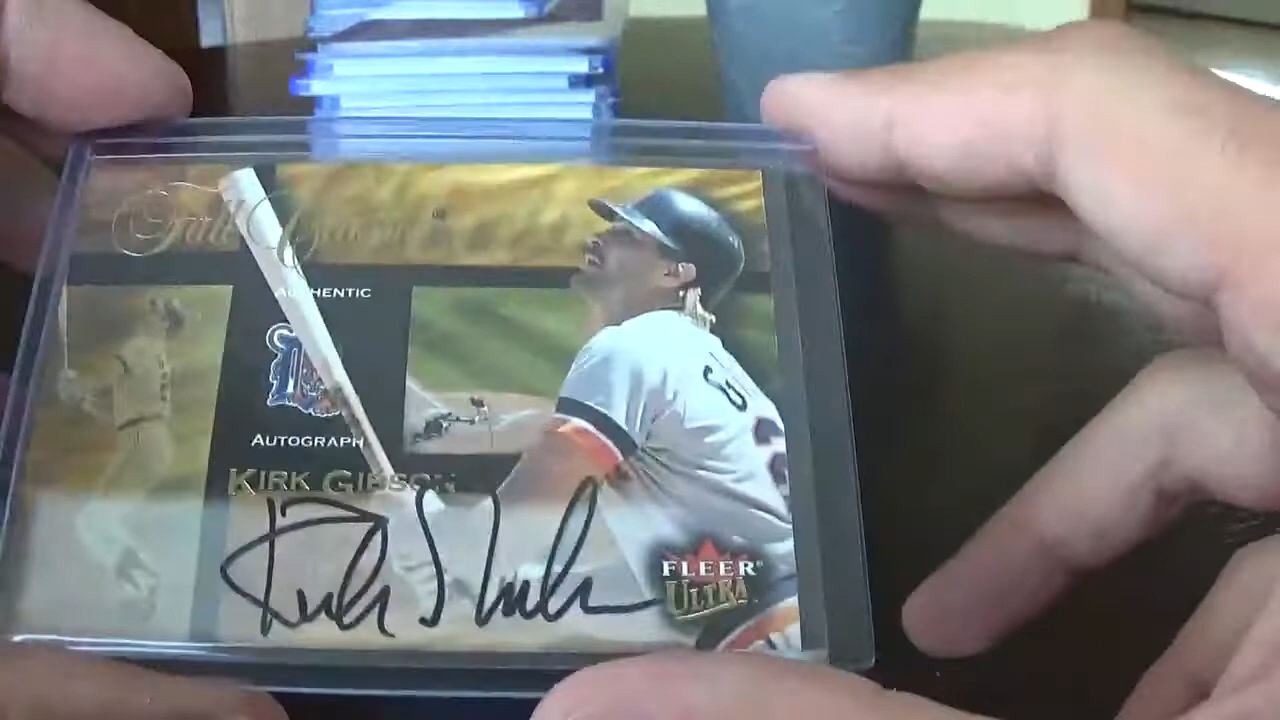 AUTHENTIC
AUTOGRAPH
KIRK GIBSON
FLEER
ULTRA